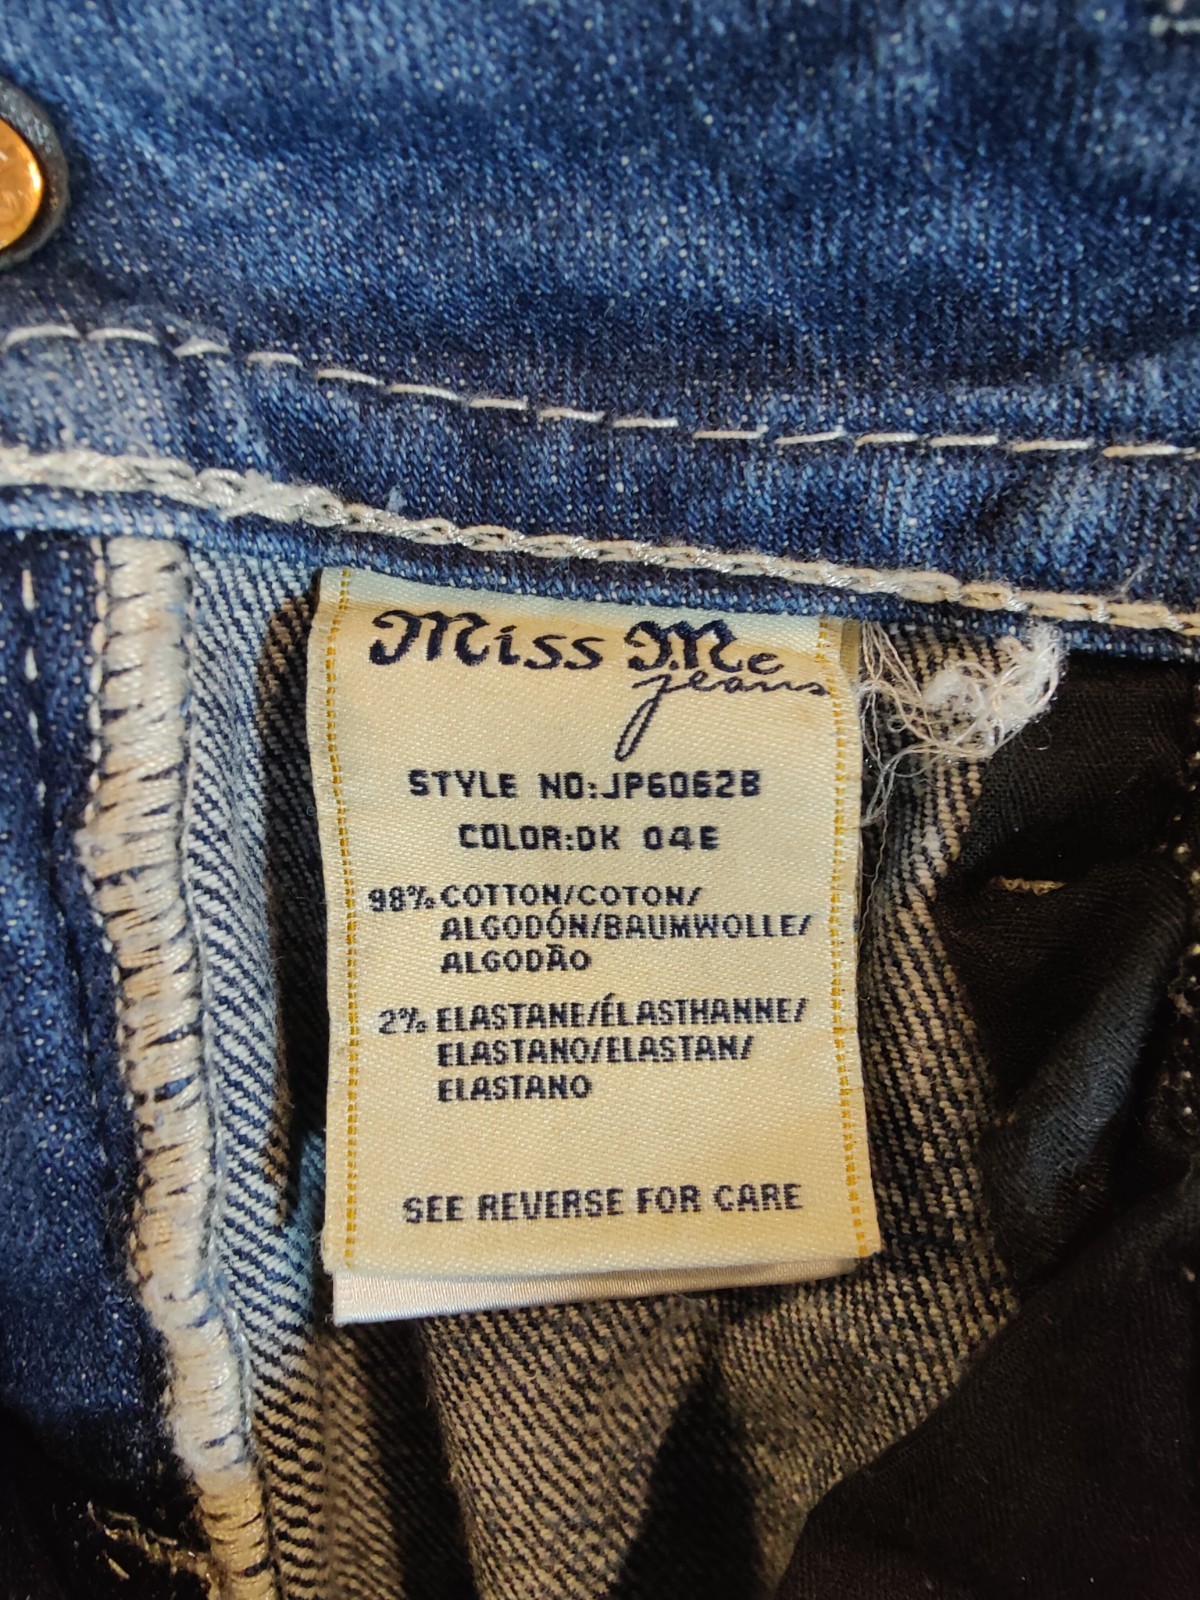 Miss Me
jeans
STYLE NO:JP6062B
COLOR:DK 04E
98% COTTON/COTON/
ALGODÓN/BAUMWOLLE/
ALGODÃO
2% ELASTANE/ÉLASTHANNE/
ELASTANO/ELASTAN/
ELASTANO
SEE REVERSE FOR CARE